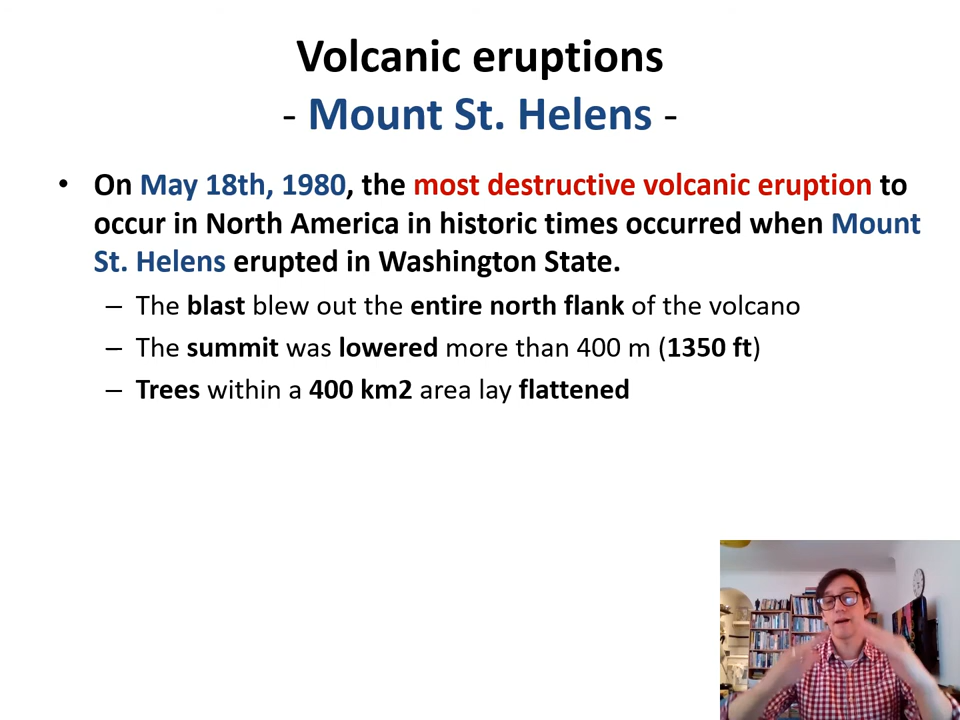 Volcanic eruptions
- Mount St. Helens -
• On May 18th, 1980, the most destructive volcanic eruption to
occur in North America in historic times occurred when Mount
St. Helens erupted in Washington State.
– The blast blew out the entire north flank of the volcano
– The summit was lowered more than 400 m (1350 ft)
– Trees within a 400 km2 area lay flattened